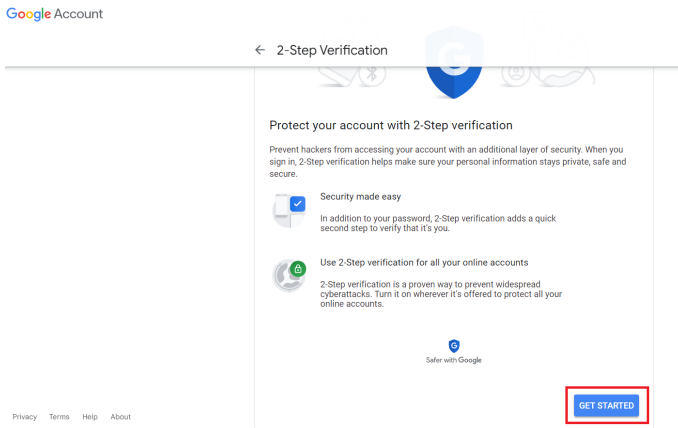 Google Account
2-Step Verification
Protect your account with 2-Step verification
Prevent hackers from accessing your account with an additional layer of security. When you
sign in, 2-Step verification helps make sure your personal information stays private, safe and
secure.
Security made easy
In addition to your password, 2-Step verification adds a quick
second step to verify that it's you.
Use 2-Step verification for all your online accounts
2-Step verification is a proven way to prevent widespread
cyberattacks. Turn it on wherever it's offered to protect all your
online accounts.
Safer with Google
GET STARTED
Privacy Terms Help About